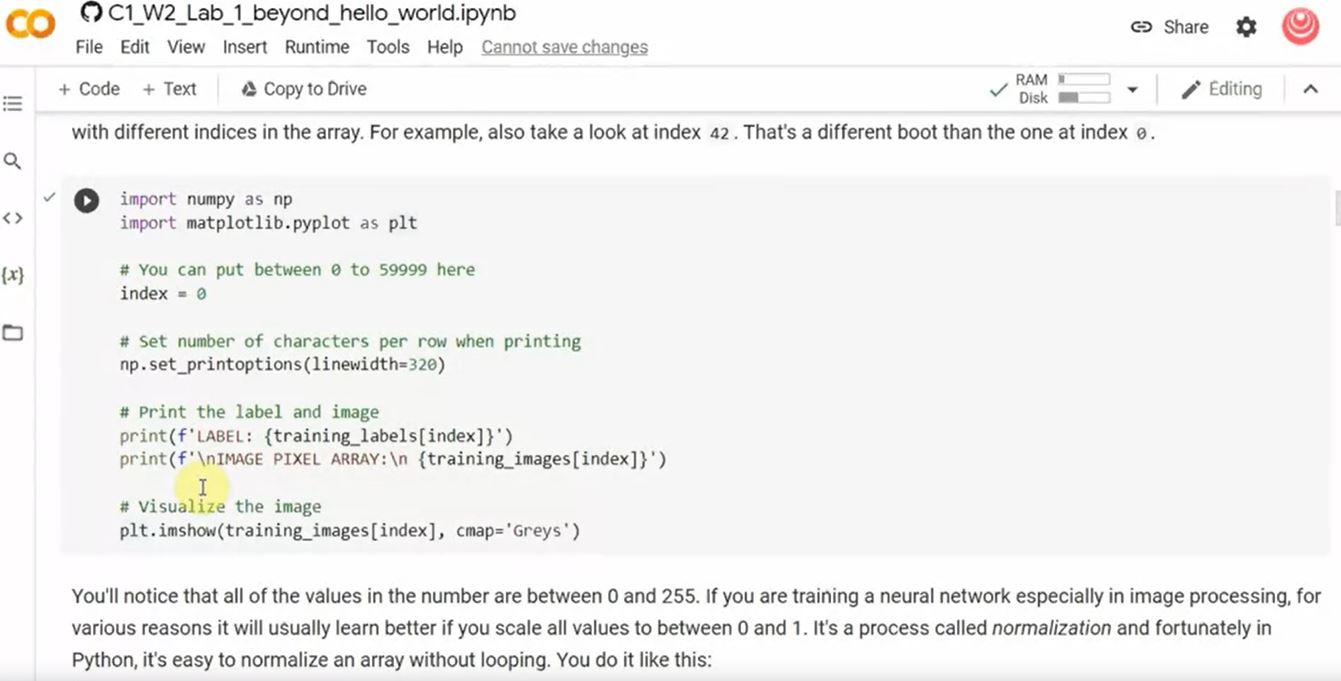 C1_W2_Lab_1_beyond_hello_world.ipynb
Share
File Edit View Insert Runtime Tools Help Cannot save changes
+ Code + Text Copy to Drive
RAM
Disk
Editing
with different indices in the array. For example, also take a look at index 42. That's a different boot than the one at index 0.
import numpy as np
import matplotlib.pyplot as plt
# You can put between 0 to 59999 here
index = 0
# Set number of characters per row when printing
np.set_printoptions(linewidth=320)
# Print the label and image
print(f'LABEL: {training_labels[index]}')
print(f'\nIMAGE PIXEL ARRAY:\n {training_images[index]}')
# Visualize the image
plt.imshow(training_images[index], cmap='Greys')
You'll notice that all of the values in the number are between 0 and 255. If you are training a neural network especially in image processing, for
various reasons it will usually learn better if you scale all values to between 0 and 1. It's a process called normalization and fortunately in
Python, it's easy to normalize an array without looping. You do it like this: